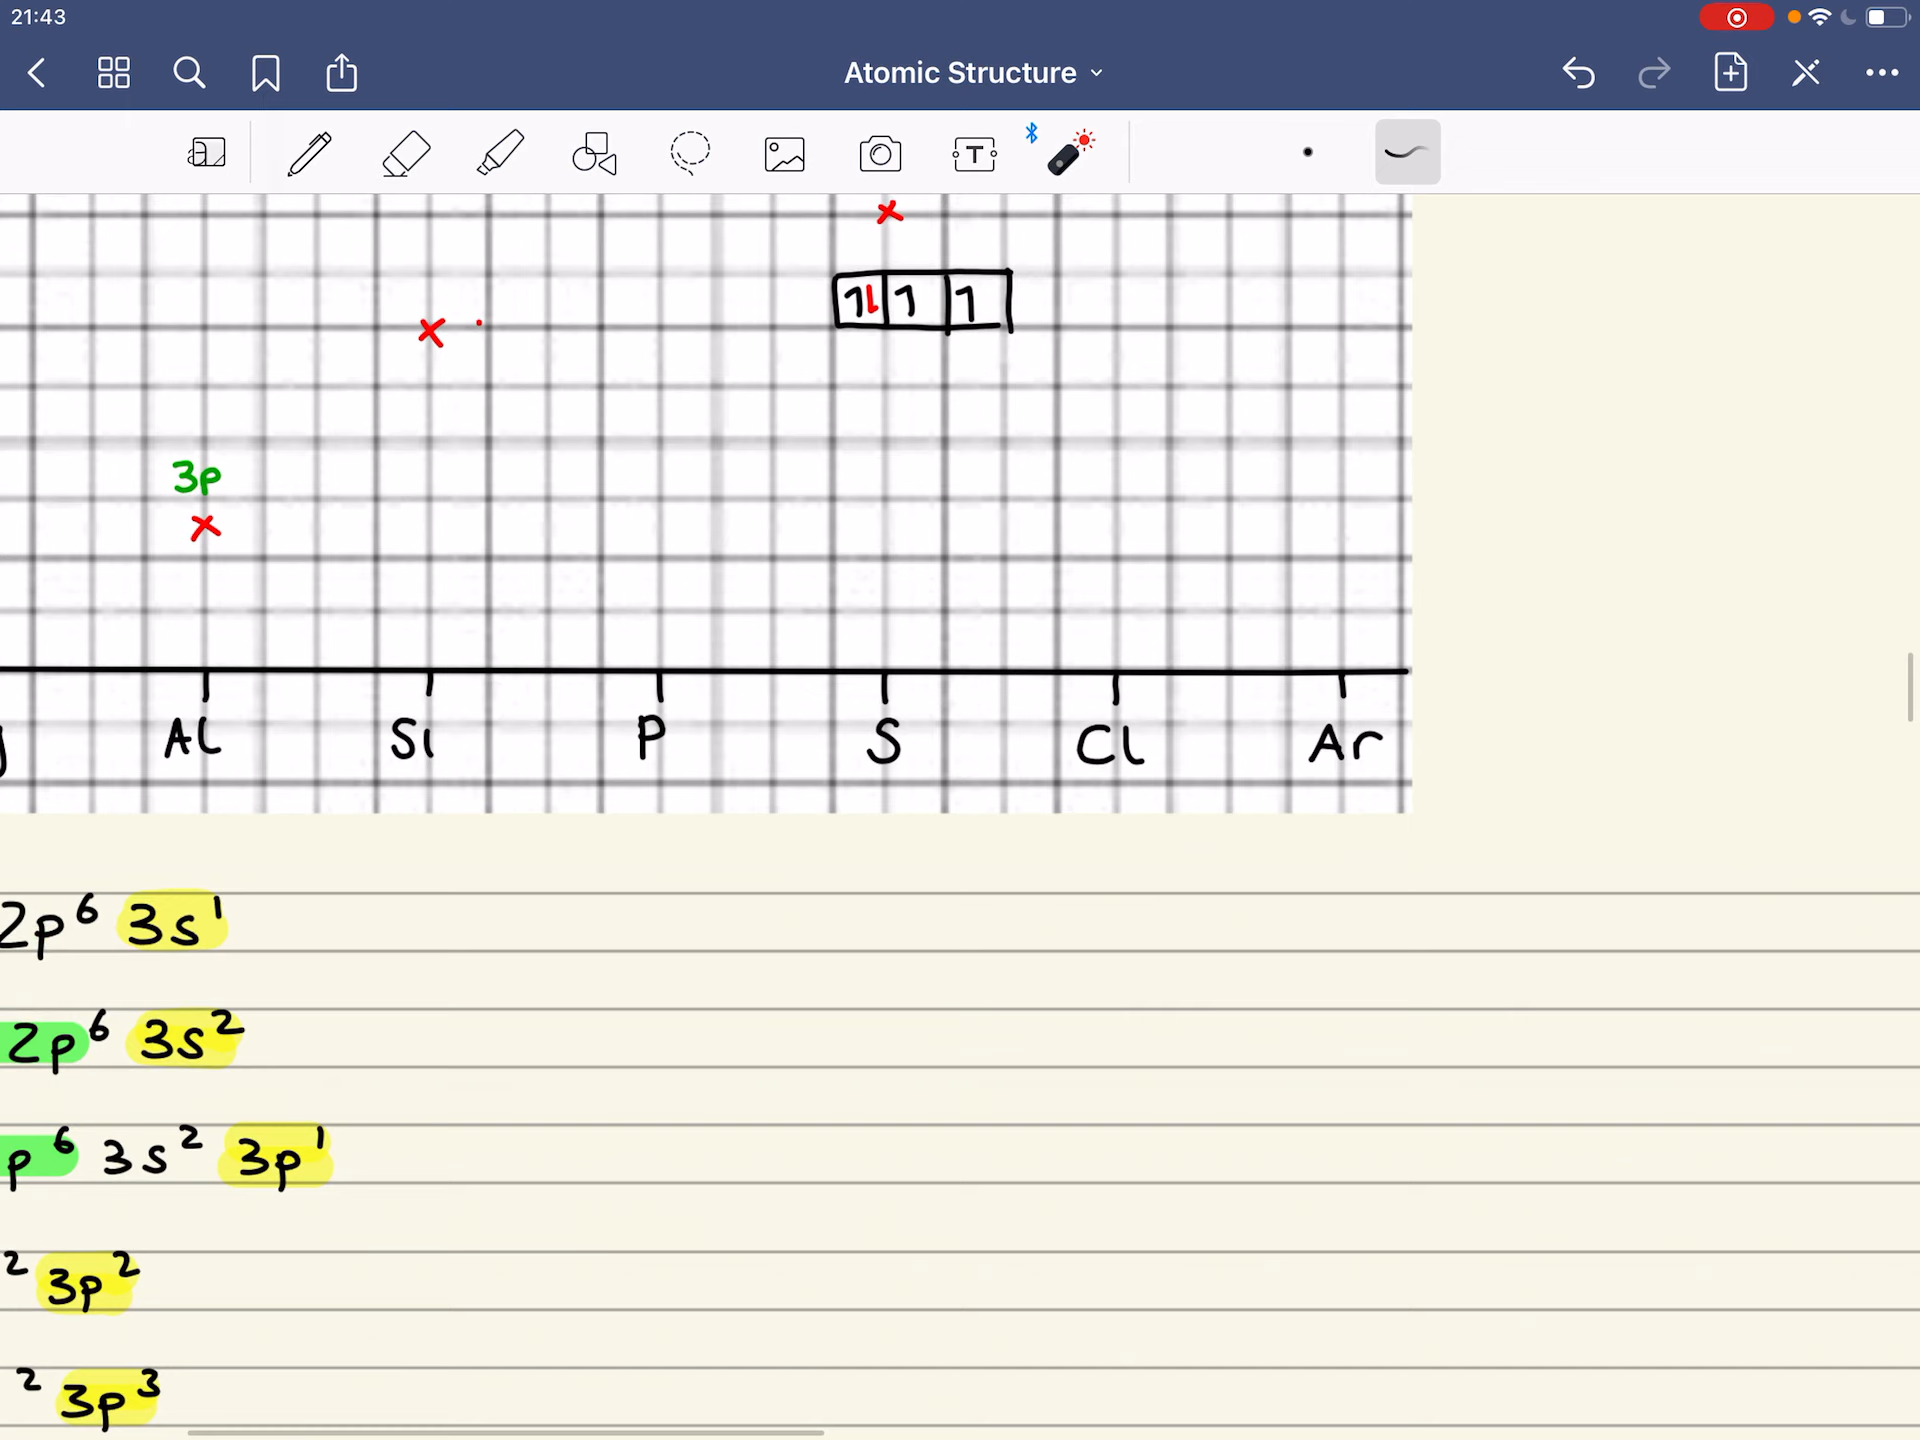 21:43
Atomic Structure
T
3p
Al Si P S Cl Ar
2p⁶ 3s¹
2p⁶ 3s²
p⁶ 3s² 3p¹
² 3p²
² 3p³